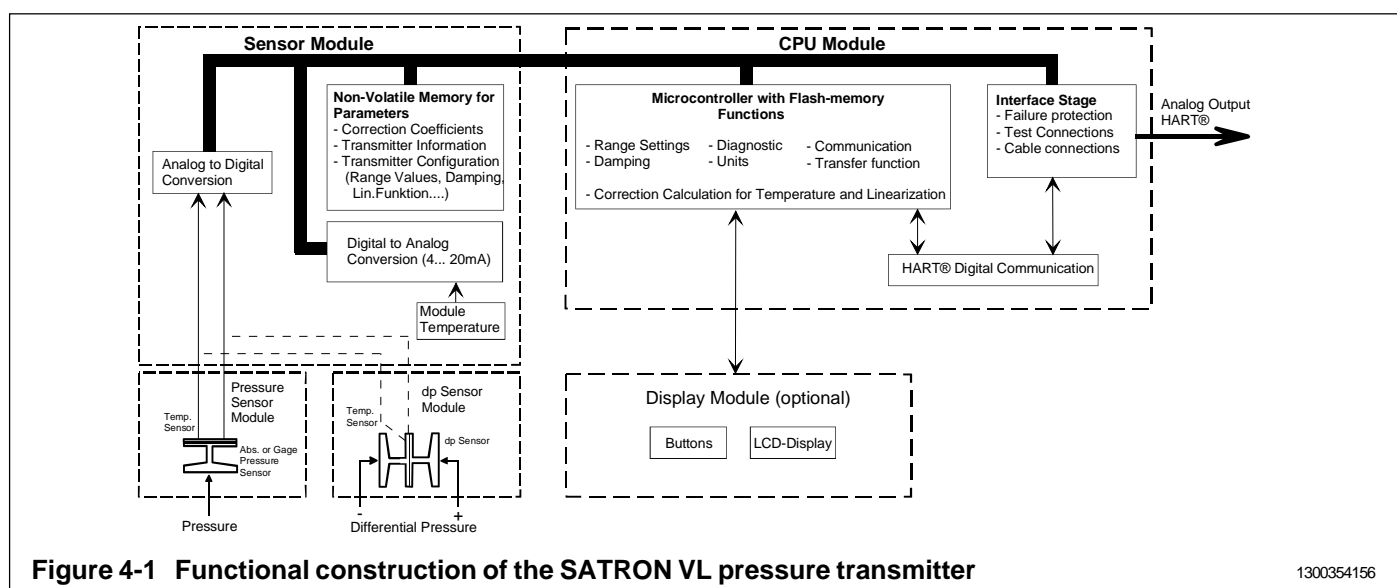 Sensor Module
CPU Module
Non-Volatile Memory for
Parameters
- Correction Coefficients
- Transmitter Information
- Transmitter Configuration
(Range Values, Damping,
Lin.Funktion....)
Analog to Digital
Conversion
Digital to Analog
Conversion (4... 20mA)
Module
Temperature
Microcontroller with Flash-memory
Functions
- Range Settings
- Diagnostic
- Communication
- Damping
- Units
- Transfer function
- Correction Calculation for Temperature and Linearization
Interface Stage
- Failure protection
- Test Connections
- Cable connections
Analog Output
HART®
HART® Digital Communication
Pressure
Sensor
Module
Temp.
Sensor
Abs. or Gage
Pressure
Sensor
Pressure
dp Sensor
Module
Temp.
Sensor
dp Sensor
-
+
Differential Pressure
Display Module (optional)
Buttons
LCD-Display
Figure 4-1 Functional construction of the SATRON VL pressure transmitter
1300354156